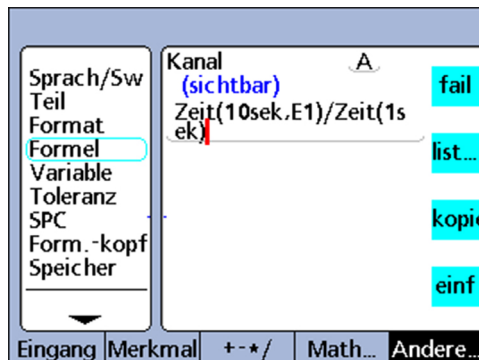 Sprach/Sw
Teil
Format
Formel
Variable
Toleranz
SPC
Form.-kopf
Speicher
Kanal A
(sichtbar)
Zeit(10sek,E1)/Zeit(1s
ek)
fail
list...
kopie
einf
Eingang Merkmal +-*/ Math... Andere...